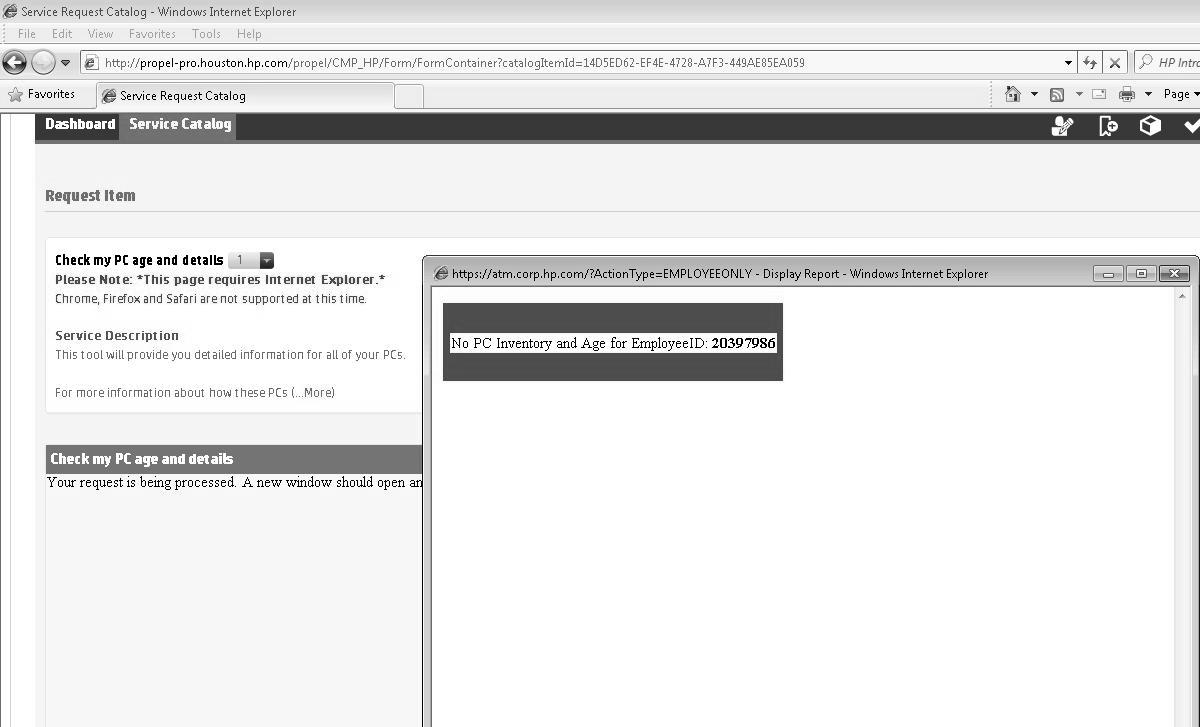 Service Request Catalog - Windows Internet Explorer
File Edit View Favorites Tools Help
http://propel-pro.houston.hp.com/propel/CMP_HP/Form/FormContainer?catalogItemId=14D5ED62-EF4E-4728-A7F3-449AE85EA059
HP Intro
Favorites
Service Request Catalog
Page
Dashboard Service Catalog
Request Item
Check my PC age and details 1
Please Note: *This page requires Internet Explorer.*
Chrome, Firefox and Safari are not supported at this time.
Service Description
This tool will provide you detailed information for all of your PCs.
For more information about how these PCs (...More)
Check my PC age and details
Your request is being processed. A new window should open an
https://atm.corp.hp.com/?ActionType=EMPLOYEEONLY - Display Report - Windows Internet Explorer
No PC Inventory and Age for EmployeeID: 20397986